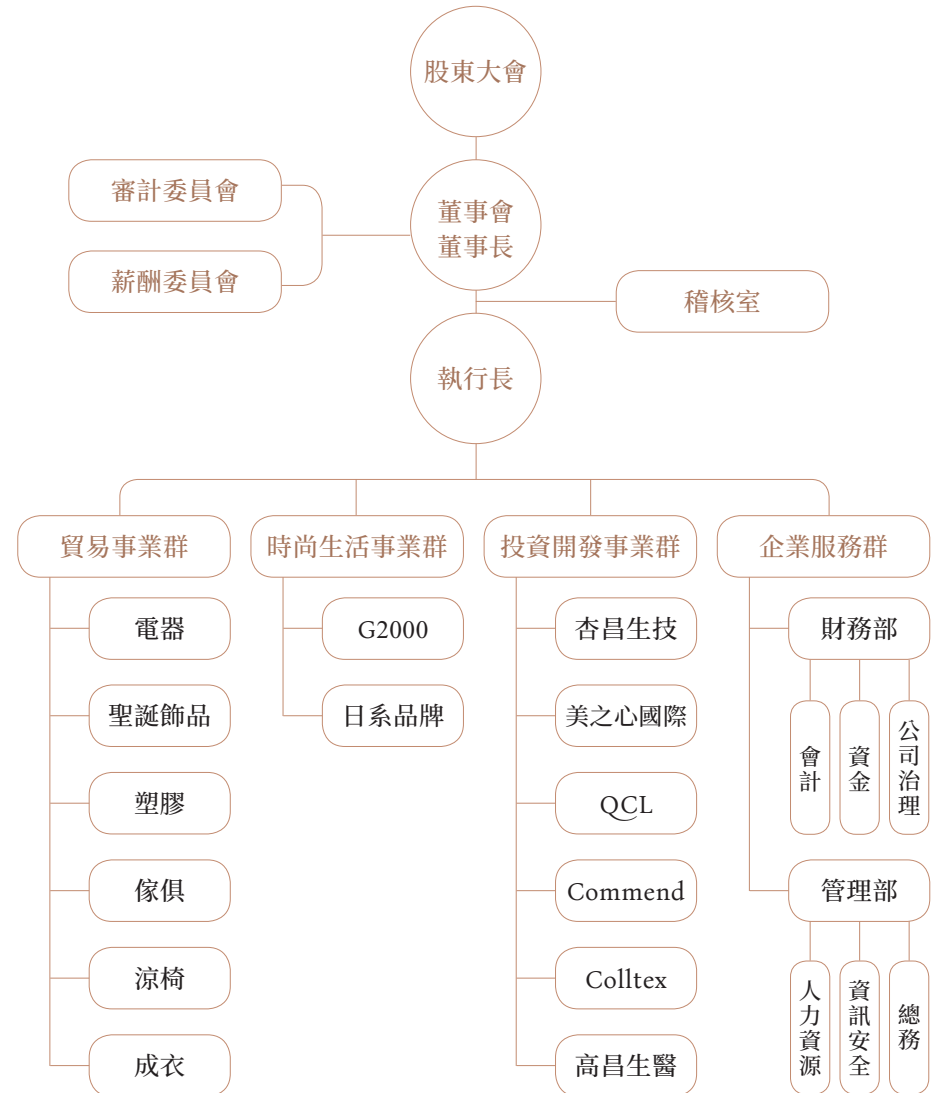 股東大會
審計委員會
董事會
董事長
薪酬委員會
稽核室
執行長
貿易事業群
時尚生活事業群
投資開發事業群
企業服務群
電器
聖誕飾品
塑膠
傢俱
涼椅
成衣
G2000
日系品牌
杏昌生技
美之心國際
QCL
Commend
Colltex
高昌生醫
財務部
會計
資金
公司治理
管理部
人力資源
資訊安全
總務